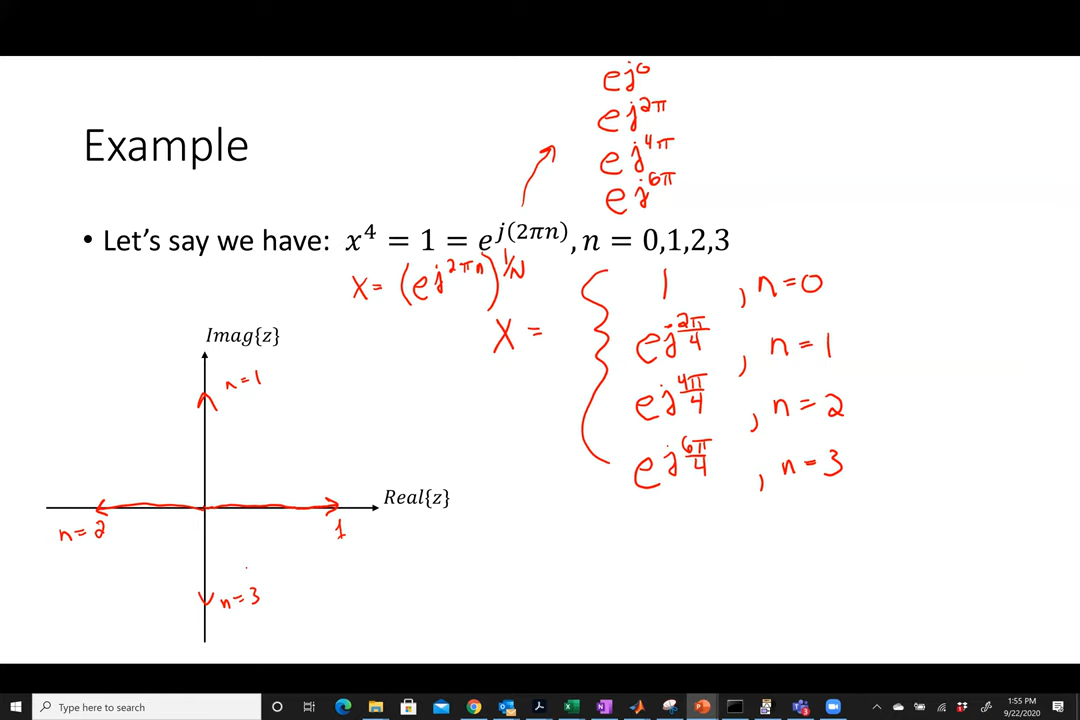 e^{j0}
e^{j2π}
e^{j4π}
e^{j6π}
Example
• Let's say we have: x^4 = 1 = e^{j(2πn)}, n = 0,1,2,3
x = (e^{j2πn})^{1/N}
X = { 1 , n=0
e^{j2π/4} , n=1
e^{j4π/4} , n=2
e^{j6π/4} , n=3
Imag{z}
n=1
Real{z}
n=2
1
n=3
Type here to search
1:55 PM
9/22/2020